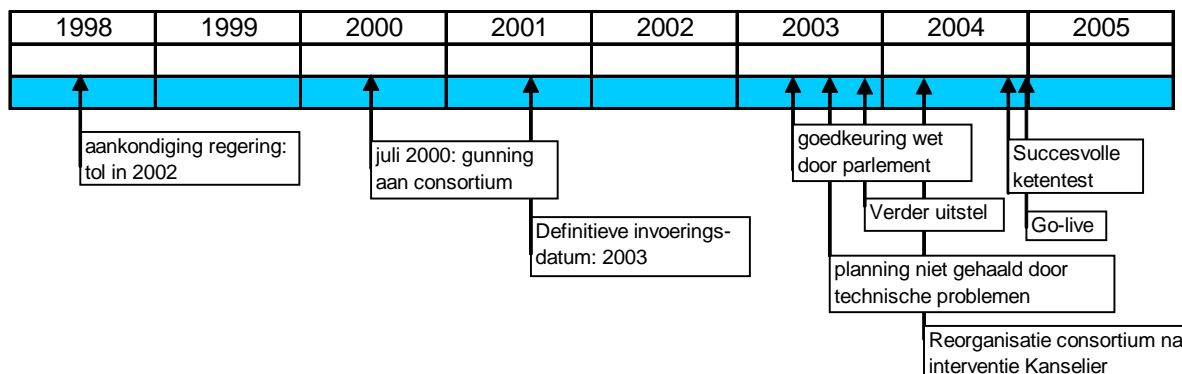 1998 1999 2000 2001 2002 2003 2004 2005
aankondiging regering:
tol in 2002
juli 2000: gunning
aan consortium
Definitieve invoerings-
datum: 2003
goedkeuring wet
door parlement
Verder uitstel
planning niet gehaald door
technische problemen
Reorganisatie consortium na
interventie Kanselier
Succesvolle
ketentest
Go-live